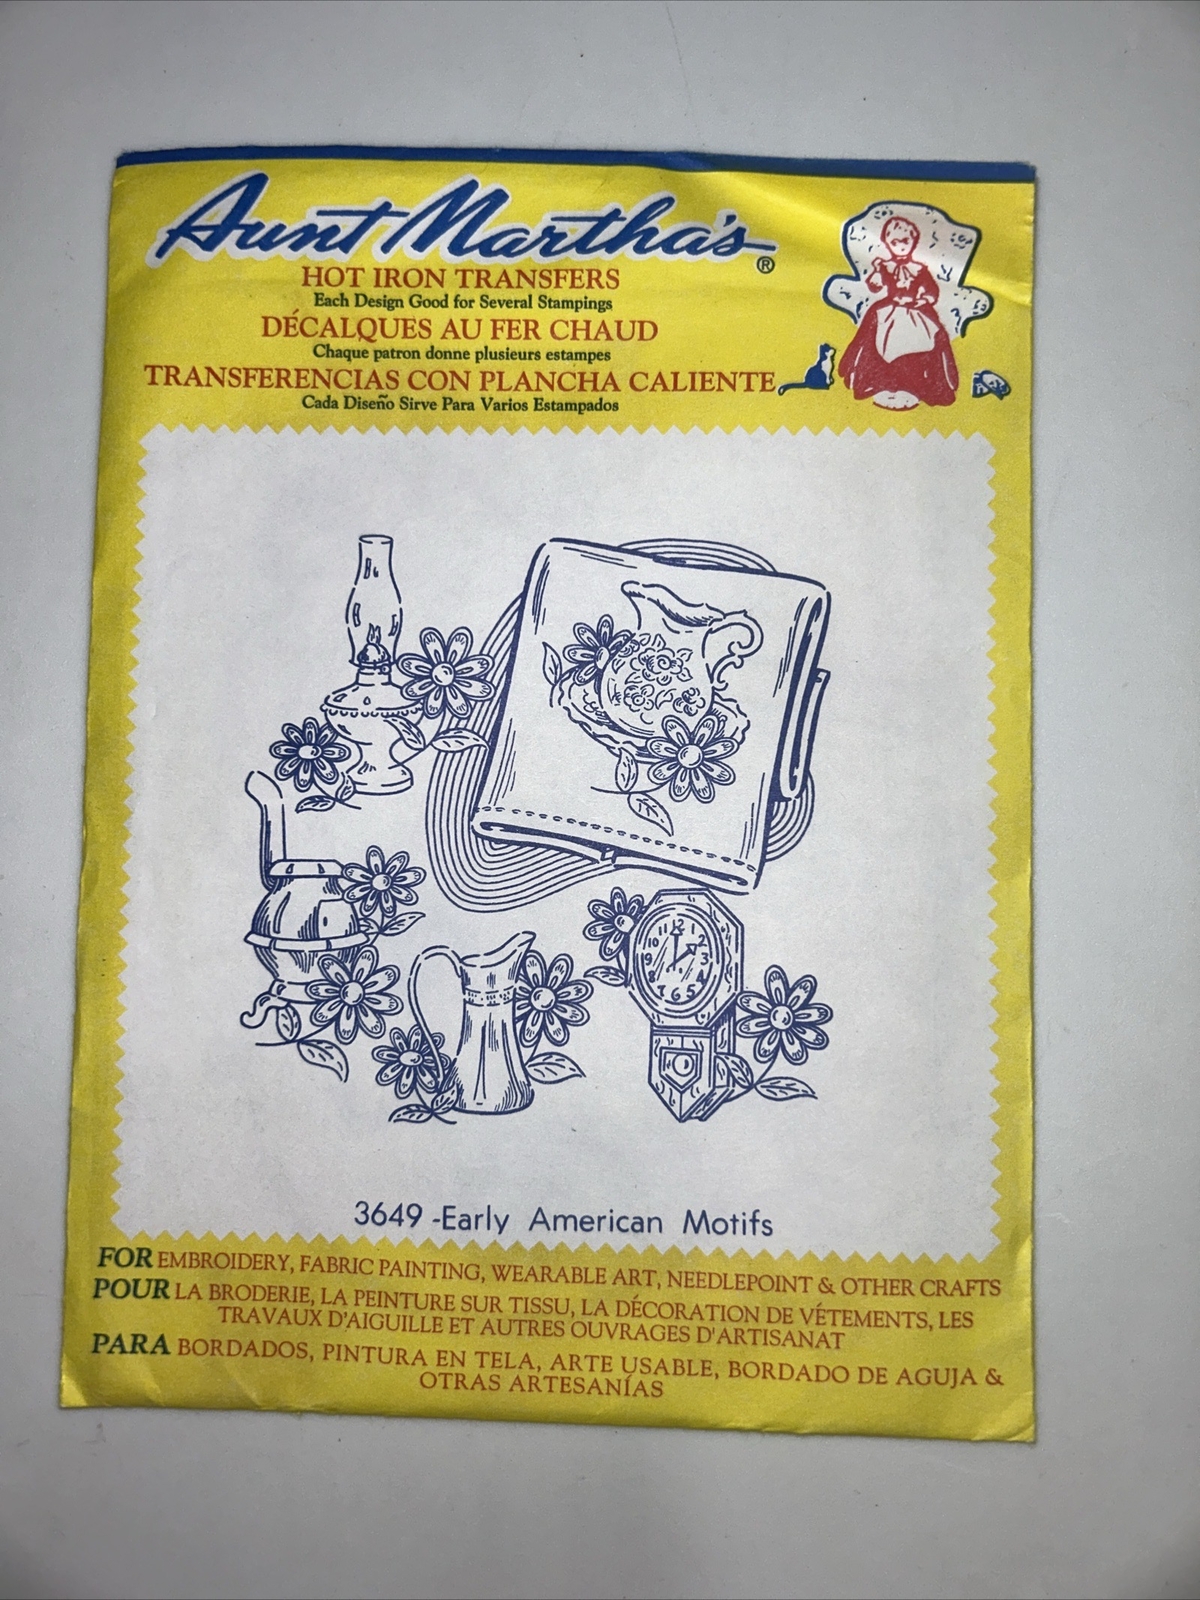 Aunt Martha's®
HOT IRON TRANSFERS
Each Design Good for Several Stampings
DÉCALQUES AU FER CHAUD
Chaque patron donne plusieurs estampes
TRANSFERENCIAS CON PLANCHA CALIENTE
Cada Diseño Sirve Para Varios Estampados
3649 -Early American Motifs
FOR EMBROIDERY, FABRIC PAINTING, WEARABLE ART, NEEDLEPOINT & OTHER CRAFTS
POUR LA BRODERIE, LA PEINTURE SUR TISSU, LA DÉCORATION DE VÉTEMENTS, LES
TRAVAUX D'AIGUILLE ET AUTRES OUVRAGES D'ARTISANAT
PARA BORDADOS, PINTURA EN TELA, ARTE USABLE, BORDADO DE AGUJA &
OTRAS ARTESANÍAS